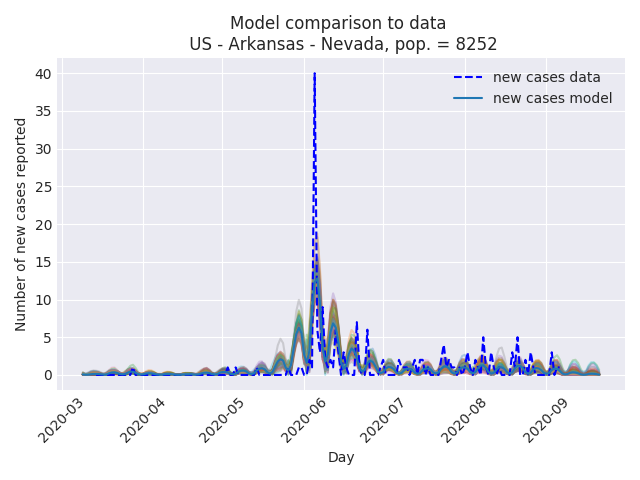 Model comparison to data
US - Arkansas - Nevada, pop. = 8252
new cases data
new cases model
Number of new cases reported
40
35
30
25
20
15
10
5
0
2020-03
2020-04
2020-05
2020-06
2020-07
2020-08
2020-09
Day